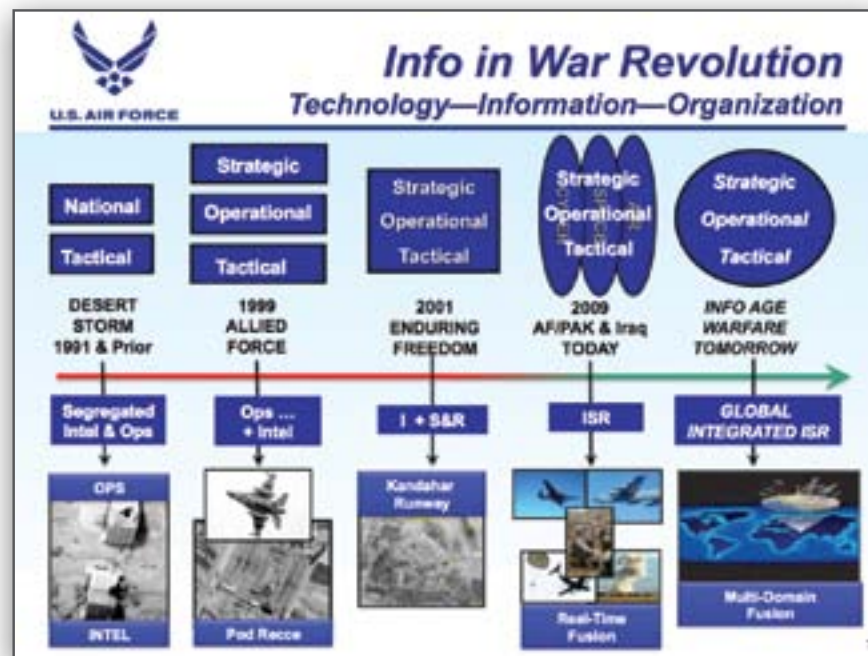 U.S. AIR FORCE
Info in War Revolution
Technology—Information—Organization
National
Tactical
Strategic
Operational
Tactical
Strategic
Operational
Tactical
Strategic
Operational
Tactical
CYBER
SPACE
AIR
Strategic
Operational
Tactical
DESERT
STORM
1991 & Prior
1999
ALLIED
FORCE
2001
ENDURING
FREEDOM
2009
AF/PAK & Iraq
TODAY
INFO AGE
WARFARE
TOMORROW
Segregated
Intel & Ops
Ops ...
+ Intel
I + S&R
ISR
GLOBAL
INTEGRATED ISR
OPS
INTEL
Pod Recce
Kandahar
Runway
Real-Time
Fusion
Multi-Domain
Fusion